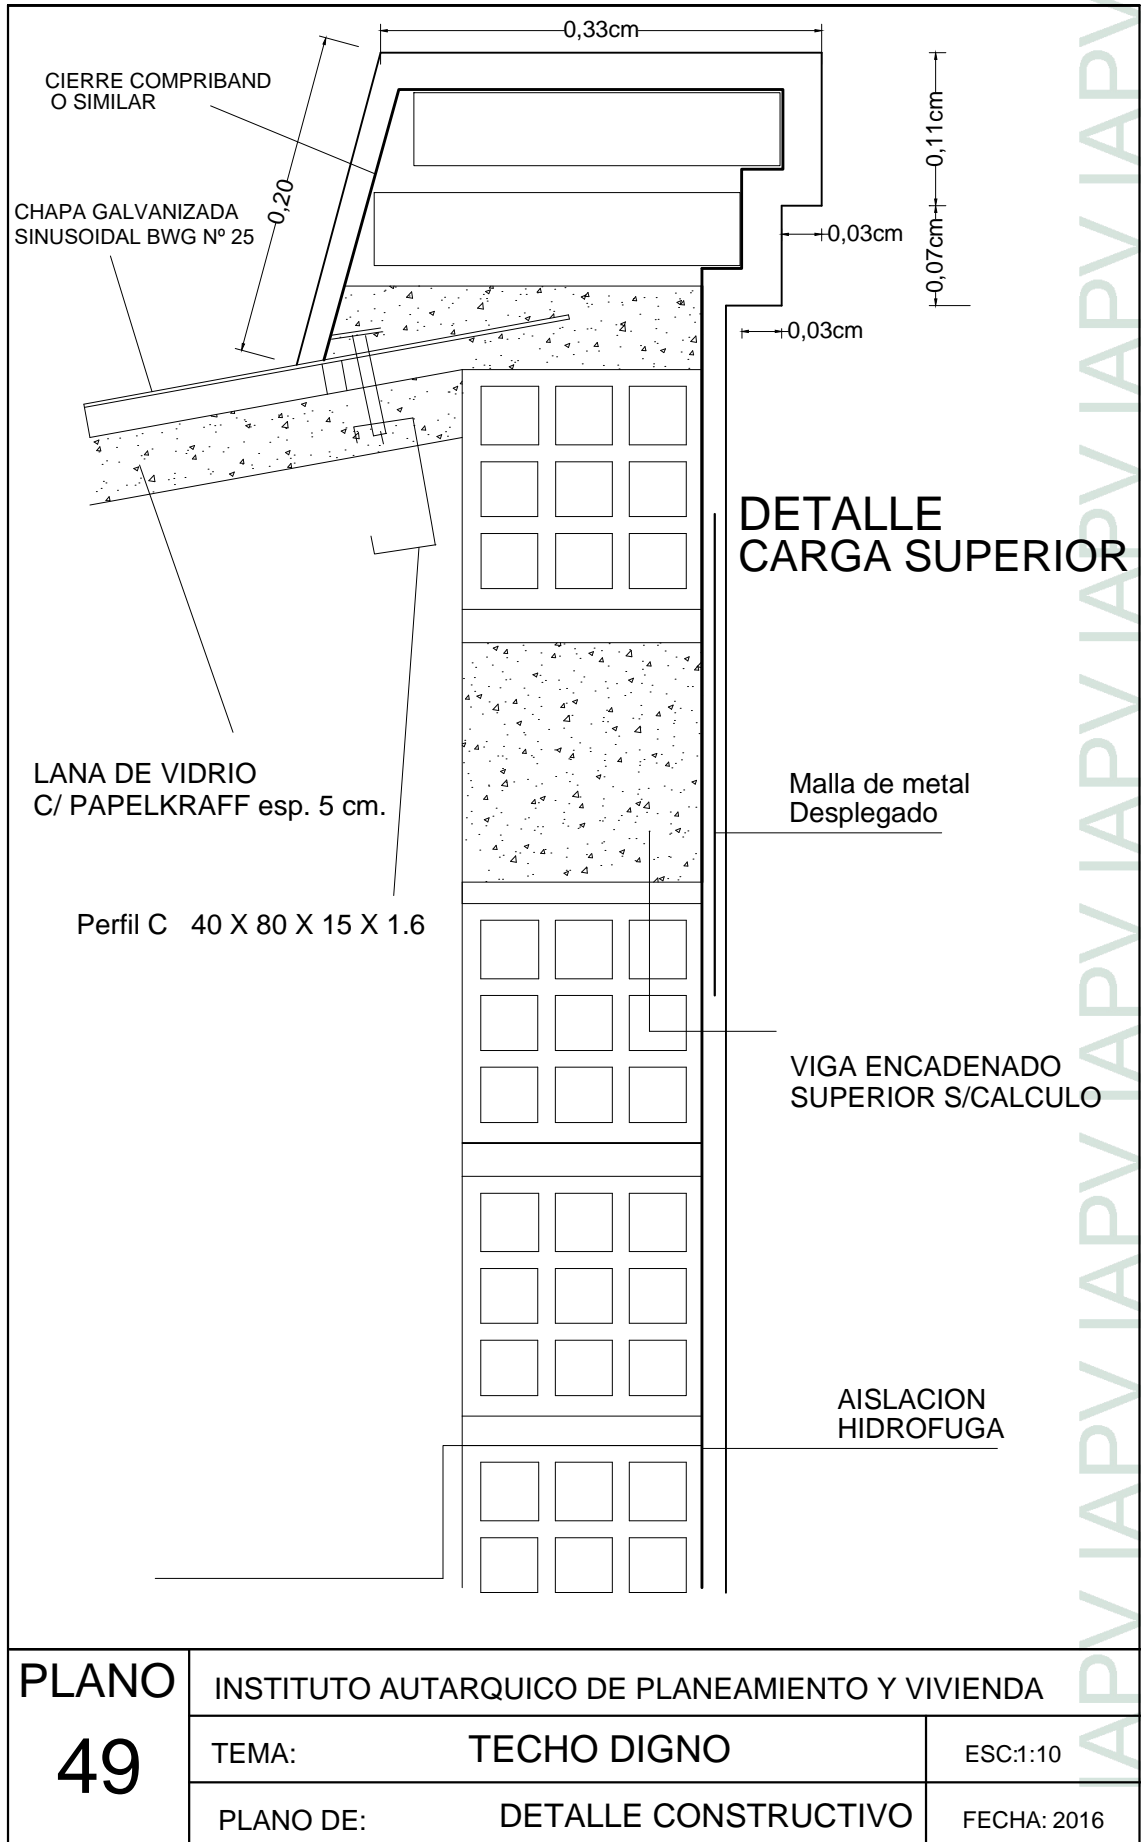 0,33cm
CIERRE COMPRIBAND
O SIMILAR
0,11cm
0,20
CHAPA GALVANIZADA
SINUSOIDAL BWG Nº 25
0,03cm
0,07cm
0,03cm
DETALLE
CARGA SUPERIOR
LANA DE VIDRIO
C/ PAPELKRAFF esp. 5 cm.
Malla de metal
Desplegado
Perfil C 40 X 80 X 15 X 1.6
VIGA ENCADENADO
SUPERIOR S/CALCULO
AISLACION
HIDROFUGA
IAPV IAPV IAPV IAPV IAPV IAPV IAPV IAPV
PLANO
49
INSTITUTO AUTARQUICO DE PLANEAMIENTO Y VIVIENDA
TEMA: TECHO DIGNO ESC:1:10
PLANO DE: DETALLE CONSTRUCTIVO FECHA: 2016